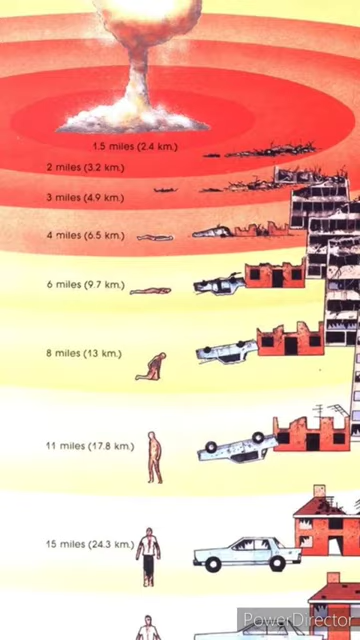 1.5 miles (2.4 km.)
2 miles (3.2 km.)
3 miles (4.9 km.)
4 miles (6.5 km.)
6 miles (9.7 km.)
8 miles (13 km.)
11 miles (17.8 km.)
15 miles (24.3 km.)
PowerDirector